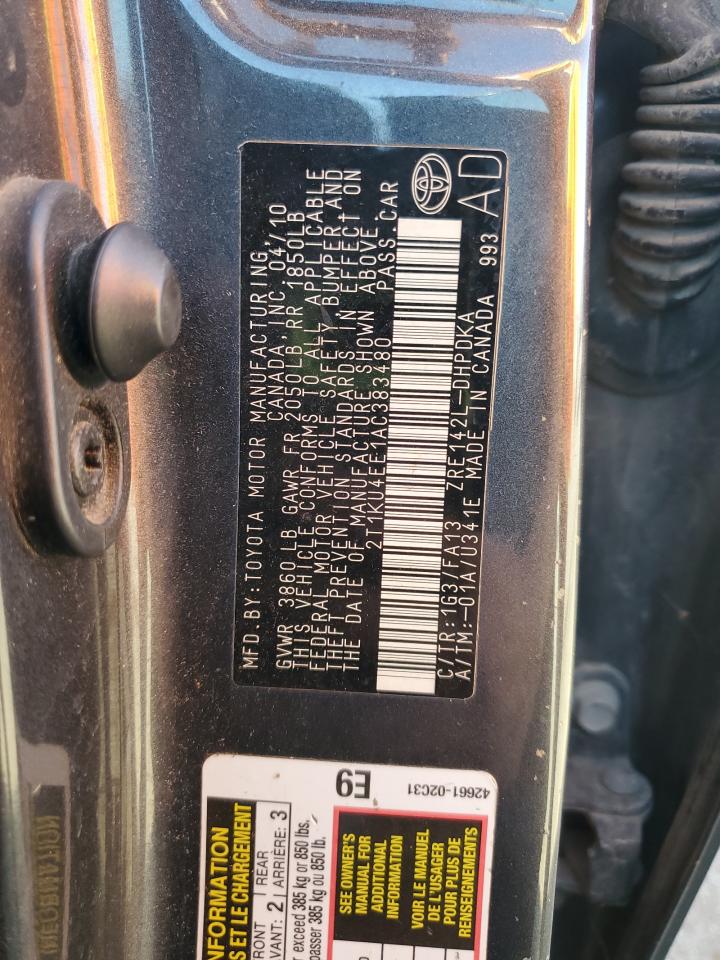 MFD. BY: TOYOTA MOTOR MANUFACTURING,
CANADA INC. 04/10
GVWR 3860 LB GAWR FR 2050LB, RR 1850LB
THIS VEHICLE CONFORMS TO ALL APPLICABLE
FEDERAL MOTOR VEHICLE SAFETY BUMPER AND
THEFT PREVENTION STANDARDS IN EFFECT ON
THE DATE OF MANUFACTURE SHOWN ABOVE.
2T1KU4EE1AC383480 PASS. CAR
C/TR: 1G3/FA13 ZRE142L-DHPDKA
A/TM: -01A/U341E MADE IN CANADA 993
AD
INFORMATION
S ET LE CHARGEMENT
FRONT 2 REAR 3
AVANT: ARRIÈRE:
er exceed 385 kg or 850 lbs.
passer 385 kg ou 850 lb.
SEE OWNER'S
MANUAL FOR
ADDITIONAL
INFORMATION
VOIR LE MANUEL
DE L'USAGER
POUR PLUS DE
RENSEIGNEMENTS
E9
42661-02C31